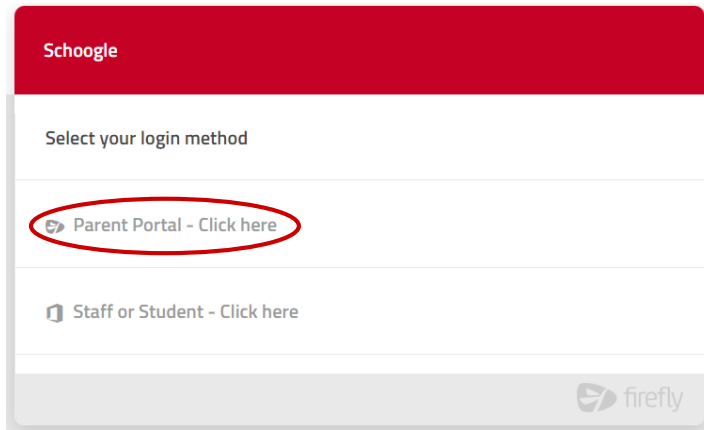 Schoogle
Select your login method
Parent Portal - Click here
Staff or Student - Click here
firefly